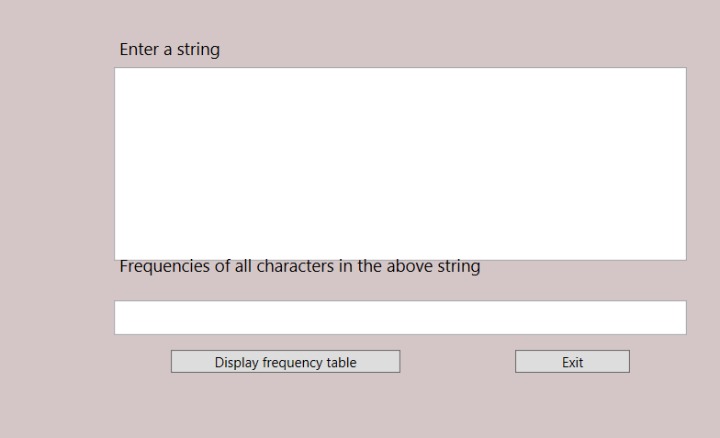 Enter a string
Frequencies of all characters in the above string
Display frequency table
Exit